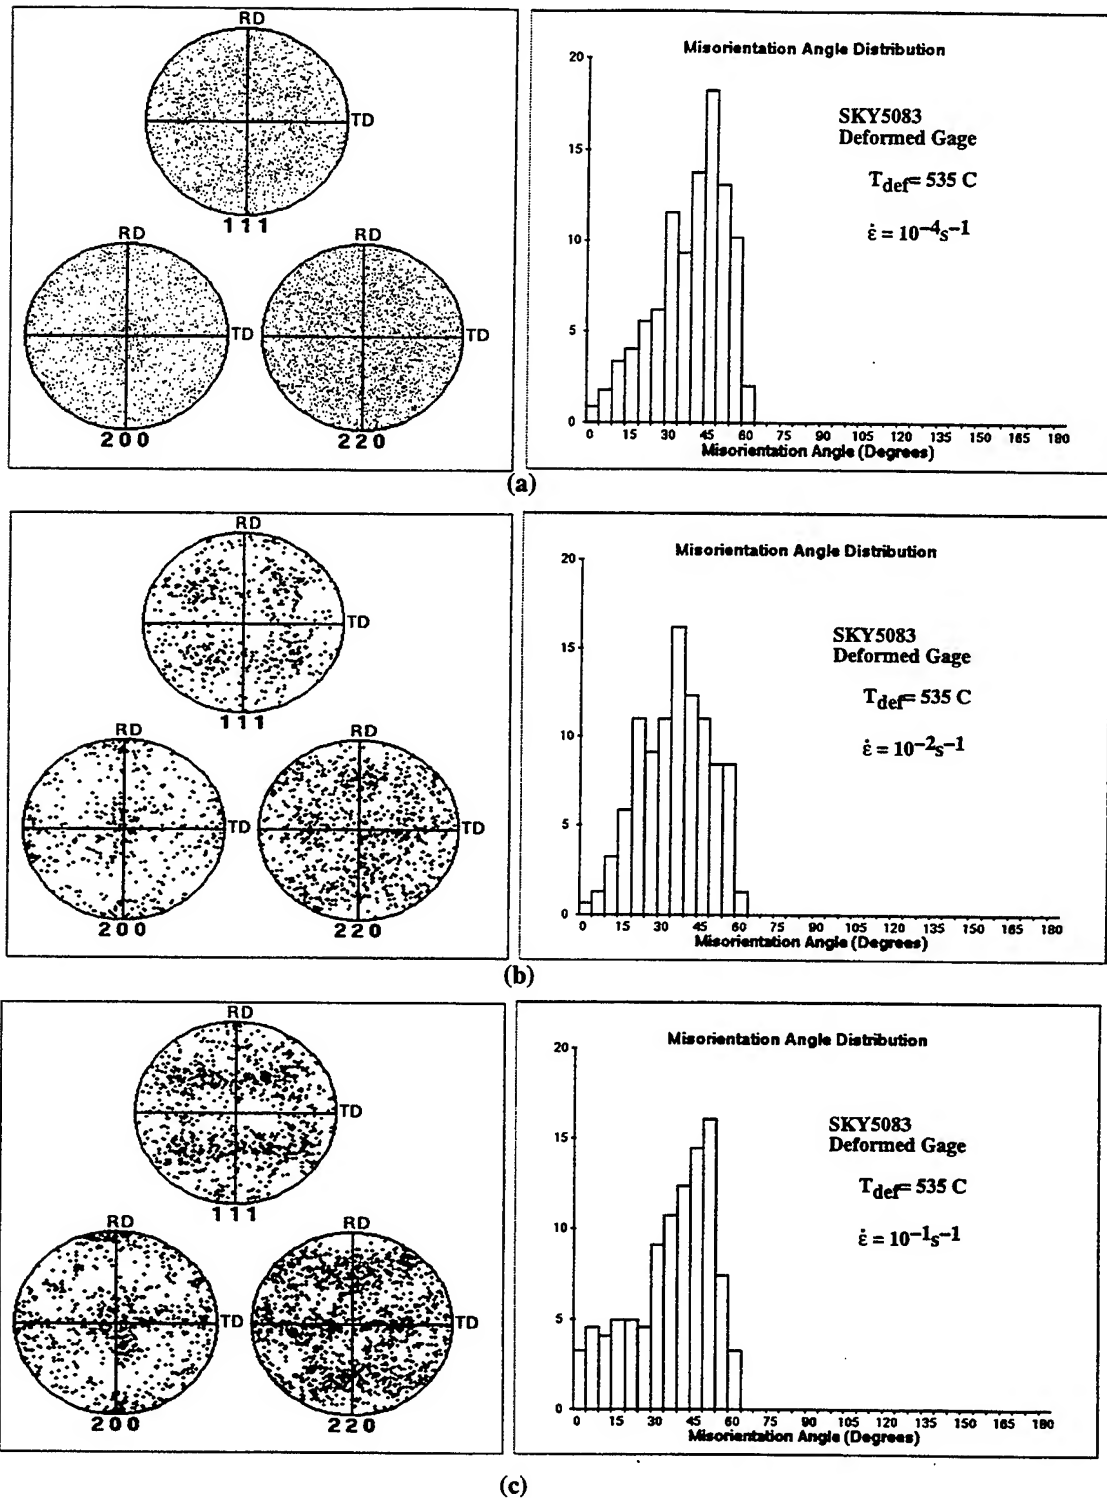 RD
TD
111
RD
TD
200
RD
TD
220
Misorientation Angle Distribution
20
15
10
5
0
0 15 30 45 60 75 90 105 120 135 150 165 180
Misorientation Angle (Degrees)
SKY5083
Deformed Gage
Tdef= 535 C
ε̇ = 10−4s−1
(a)
RD
TD
111
RD
TD
200
RD
TD
220
Misorientation Angle Distribution
20
15
10
5
0
0 15 30 45 60 75 90 105 120 135 150 165 180
Misorientation Angle (Degrees)
SKY5083
Deformed Gage
Tdef= 535 C
ε̇ = 10−2s−1
(b)
RD
TD
111
RD
TD
200
RD
TD
220
Misorientation Angle Distribution
20
15
10
5
0
0 15 30 45 60 75 90 105 120 135 150 165 180
Misorientation Angle (Degrees)
SKY5083
Deformed Gage
Tdef= 535 C
ε̇ = 10−1s−1
(c)